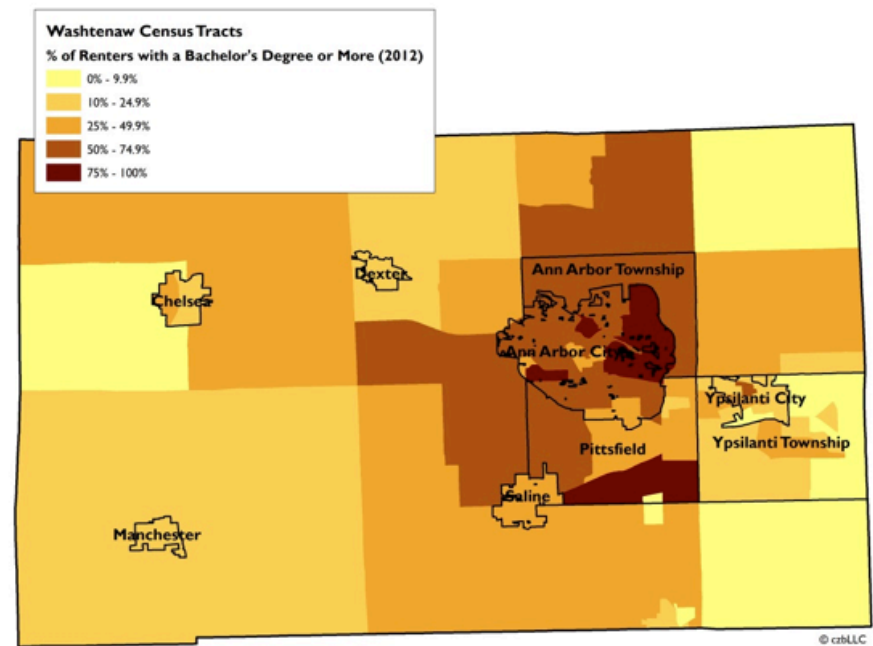 Washtenaw Census Tracts
% of Renters with a Bachelor's Degree or More (2012)
0% - 9.9%
10% - 24.9%
25% - 49.9%
50% - 74.9%
75% - 100%
Ann Arbor Township
Dexter
Chelsea
Ann Arbor City
Ypsilanti City
Ypsilanti Township
Pittsfield
Saline
Manchester
© czbLLC